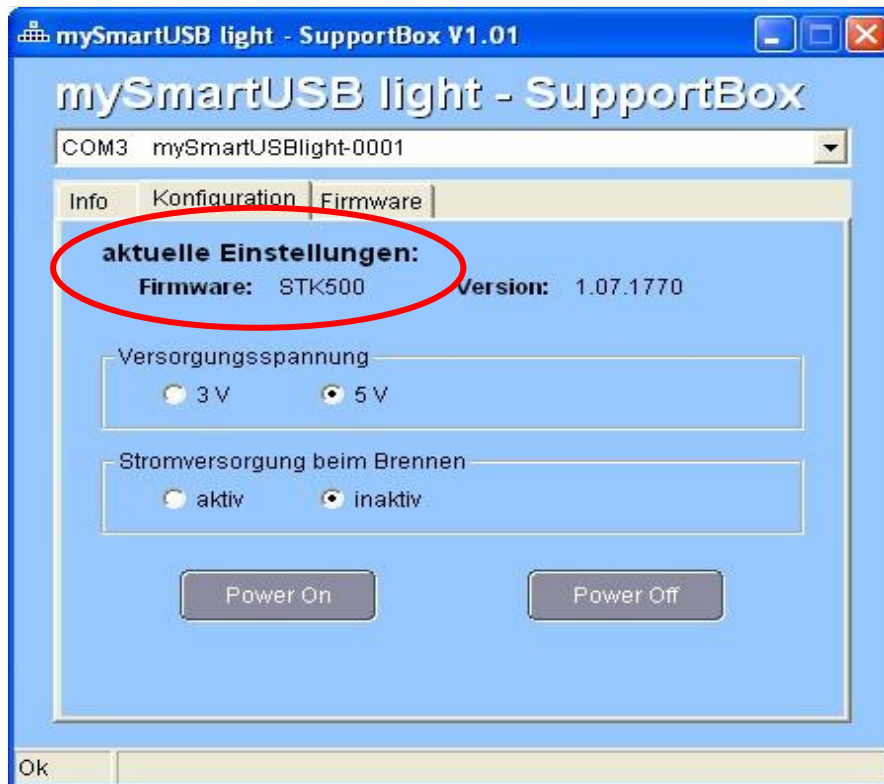 mySmartUSB light - SupportBox V1.01
mySmartUSB light - SupportBox
COM3 mySmartUSBlight-0001
Info Konfiguration Firmware
aktuelle Einstellungen:
Firmware: STK500 Version: 1.07.1770
Versorgungsspannung
3 V 5 V
Stromversorgung beim Brennen
aktiv inaktiv
Power On Power Off
Ok